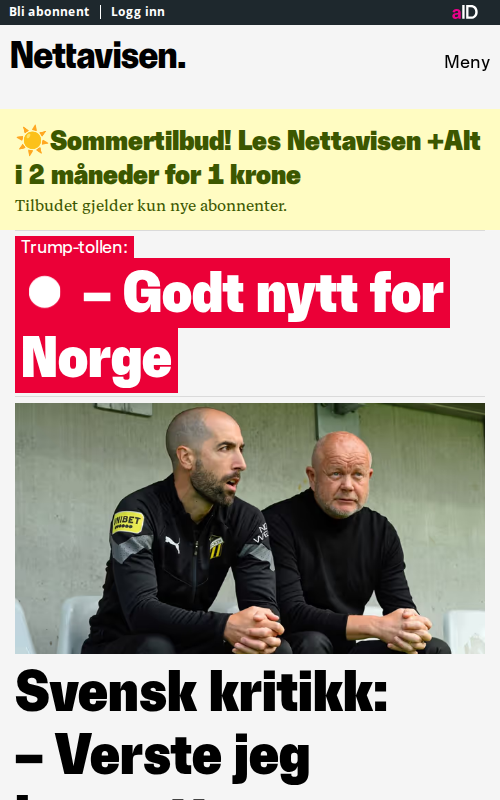 Bli abonnent
Logg inn
aID
Nettavisen.
Meny
Sommertilbud! Les Nettavisen +Alt
i 2 måneder for 1 krone
Tilbudet gjelder kun nye abonnenter.
Trump-tollen:
– Godt nytt for
Norge
UNIBET
Svensk kritikk:
– Verste jeg